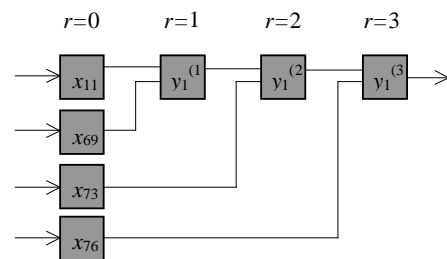 r=0 r=1 r=2 r=3
x₁₁ y₁⁽¹ y₁⁽² y₁⁽³
x₆₉
x₇₃
x₇₆